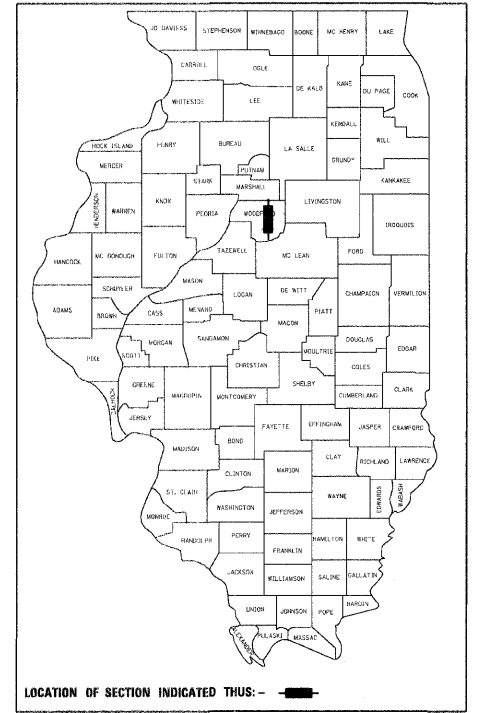 JO DAVIESS STEPHENSON WINNEBAGO BOONE MC HENRY LAKE
CARROLL OGLE
DE KALB KANE DU PAGE COOK
WHITESIDE LEE
KENDALL
ROCK ISLAND HENRY BUREAU LA SALLE WILL
MERCER PUTNAM GRUNDY
STARK MARSHALL KANKAKEE
HENDERSON WARREN KNOX PEORIA LIVINGSTON
WOODF
IROQUOIS
FULTON TAZEWELL MC LEAN FORD
HANCOCK MC DONOUGH
SCHUYLER MASON LOGAN DE WITT CHAMPAIGN VERMILION
ADAMS BROWN CASS MENARD MACON PIATT
MORGAN SANGAMON DOUGLAS EDGAR
PIKE SCOTT CHRISTIAN MOULTRIE COLES
GREENE MACOUPIN MONTGOMERY SHELBY CUMBERLAND CLARK
CALHOUN JERSEY
FAYETTE EFFINGHAM JASPER CRAWFORD
MADISON BOND CLAY RICHLAND LAWRENCE
CLINTON MARION
ST. CLAIR WAYNE EDWARDS WABASH
WASHINGTON JEFFERSON
MONROE
RANDOLPH PERRY HAMILTON WHITE
FRANKLIN
JACKSON WILLIAMSON SALINE GALLATIN
UNION JOHNSON POPE HARDIN
ALEXANDER PULASKI MASSAC
LOCATION OF SECTION INDICATED THUS:-